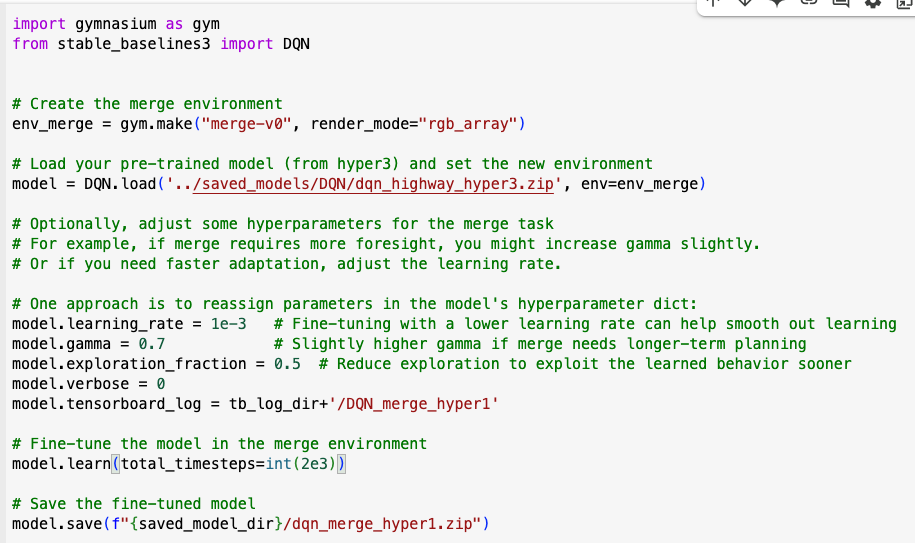 import gymnasium as gym
from stable_baselines3 import DQN
# Create the merge environment
env_merge = gym.make("merge-v0", render_mode="rgb_array")
# Load your pre-trained model (from hyper3) and set the new environment
model = DQN.load('../saved_models/DQN/dqn_highway_hyper3.zip', env=env_merge)
# Optionally, adjust some hyperparameters for the merge task
# For example, if merge requires more foresight, you might increase gamma slightly.
# Or if you need faster adaptation, adjust the learning rate.
# One approach is to reassign parameters in the model's hyperparameter dict:
model.learning_rate = 1e-3   # Fine-tuning with a lower learning rate can help smooth out learning
model.gamma = 0.7            # Slightly higher gamma if merge needs longer-term planning
model.exploration_fraction = 0.5  # Reduce exploration to exploit the learned behavior sooner
model.verbose = 0
model.tensorboard_log = tb_log_dir+'/DQN_merge_hyper1'
# Fine-tune the model in the merge environment
model.learn(total_timesteps=int(2e3))
# Save the fine-tuned model
model.save(f"{saved_model_dir}/dqn_merge_hyper1.zip")